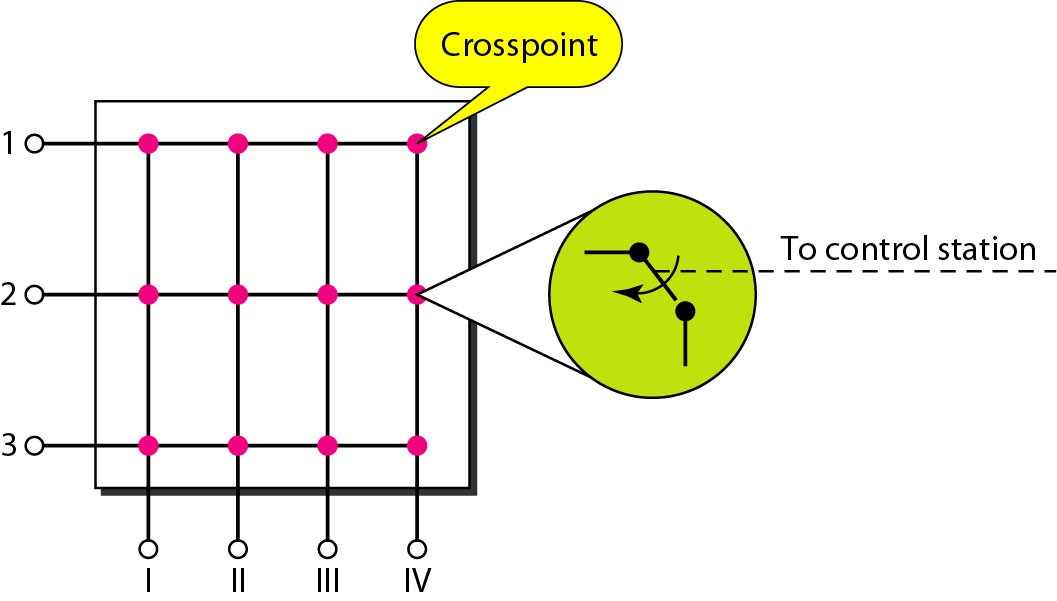 Crosspoint
1
To control station
2
3
I
II
III
IV